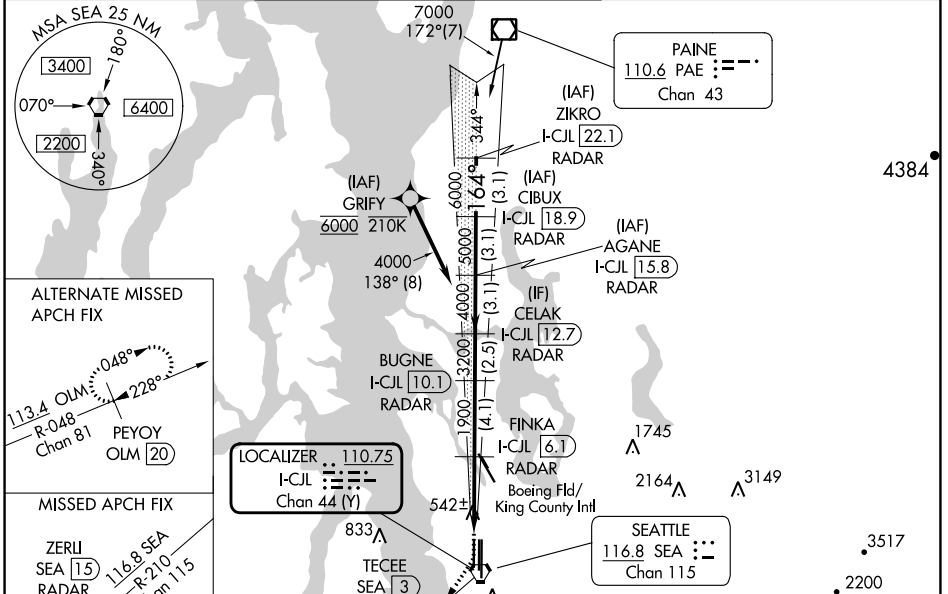 MSA SEA 25 NM
180°
3400
070°
6400
2200
340°
7000
172°(7)
PAINE
110.6 PAE
Chan 43
344°
(IAF)
ZIKRO
I-CJL 22.1
RADAR
4384
6000
164°
(3.1)
(IAF)
CIBUX
I-CJL 18.9
RADAR
(IAF)
GRIFY
6000 210K
4000
138° (8)
5000
(3.1)
(IAF)
AGANE
I-CJL 15.8
RADAR
4000
(3.1)
(IF)
CELAK
I-CJL 12.7
RADAR
3200
(2.5)
BUGNE
I-CJL 10.1
RADAR
1900
(4.1)
FINKA
I-CJL 6.1
RADAR
Boeing Fld/
King County Intl
1745
2164
3149
ALTERNATE MISSED
APCH FIX
048°
228°
113.4 OLM
R-048
Chan 81
PEYOY
OLM 20
LOCALIZER 110.75
I-CJL
Chan 44 (Y)
542±
833
MISSED APCH FIX
ZERLI
SEA 15
RADAR
116.8 SEA
R-210
TECEE
SEA 3
SEATTLE
116.8 SEA
Chan 115
3517
2200